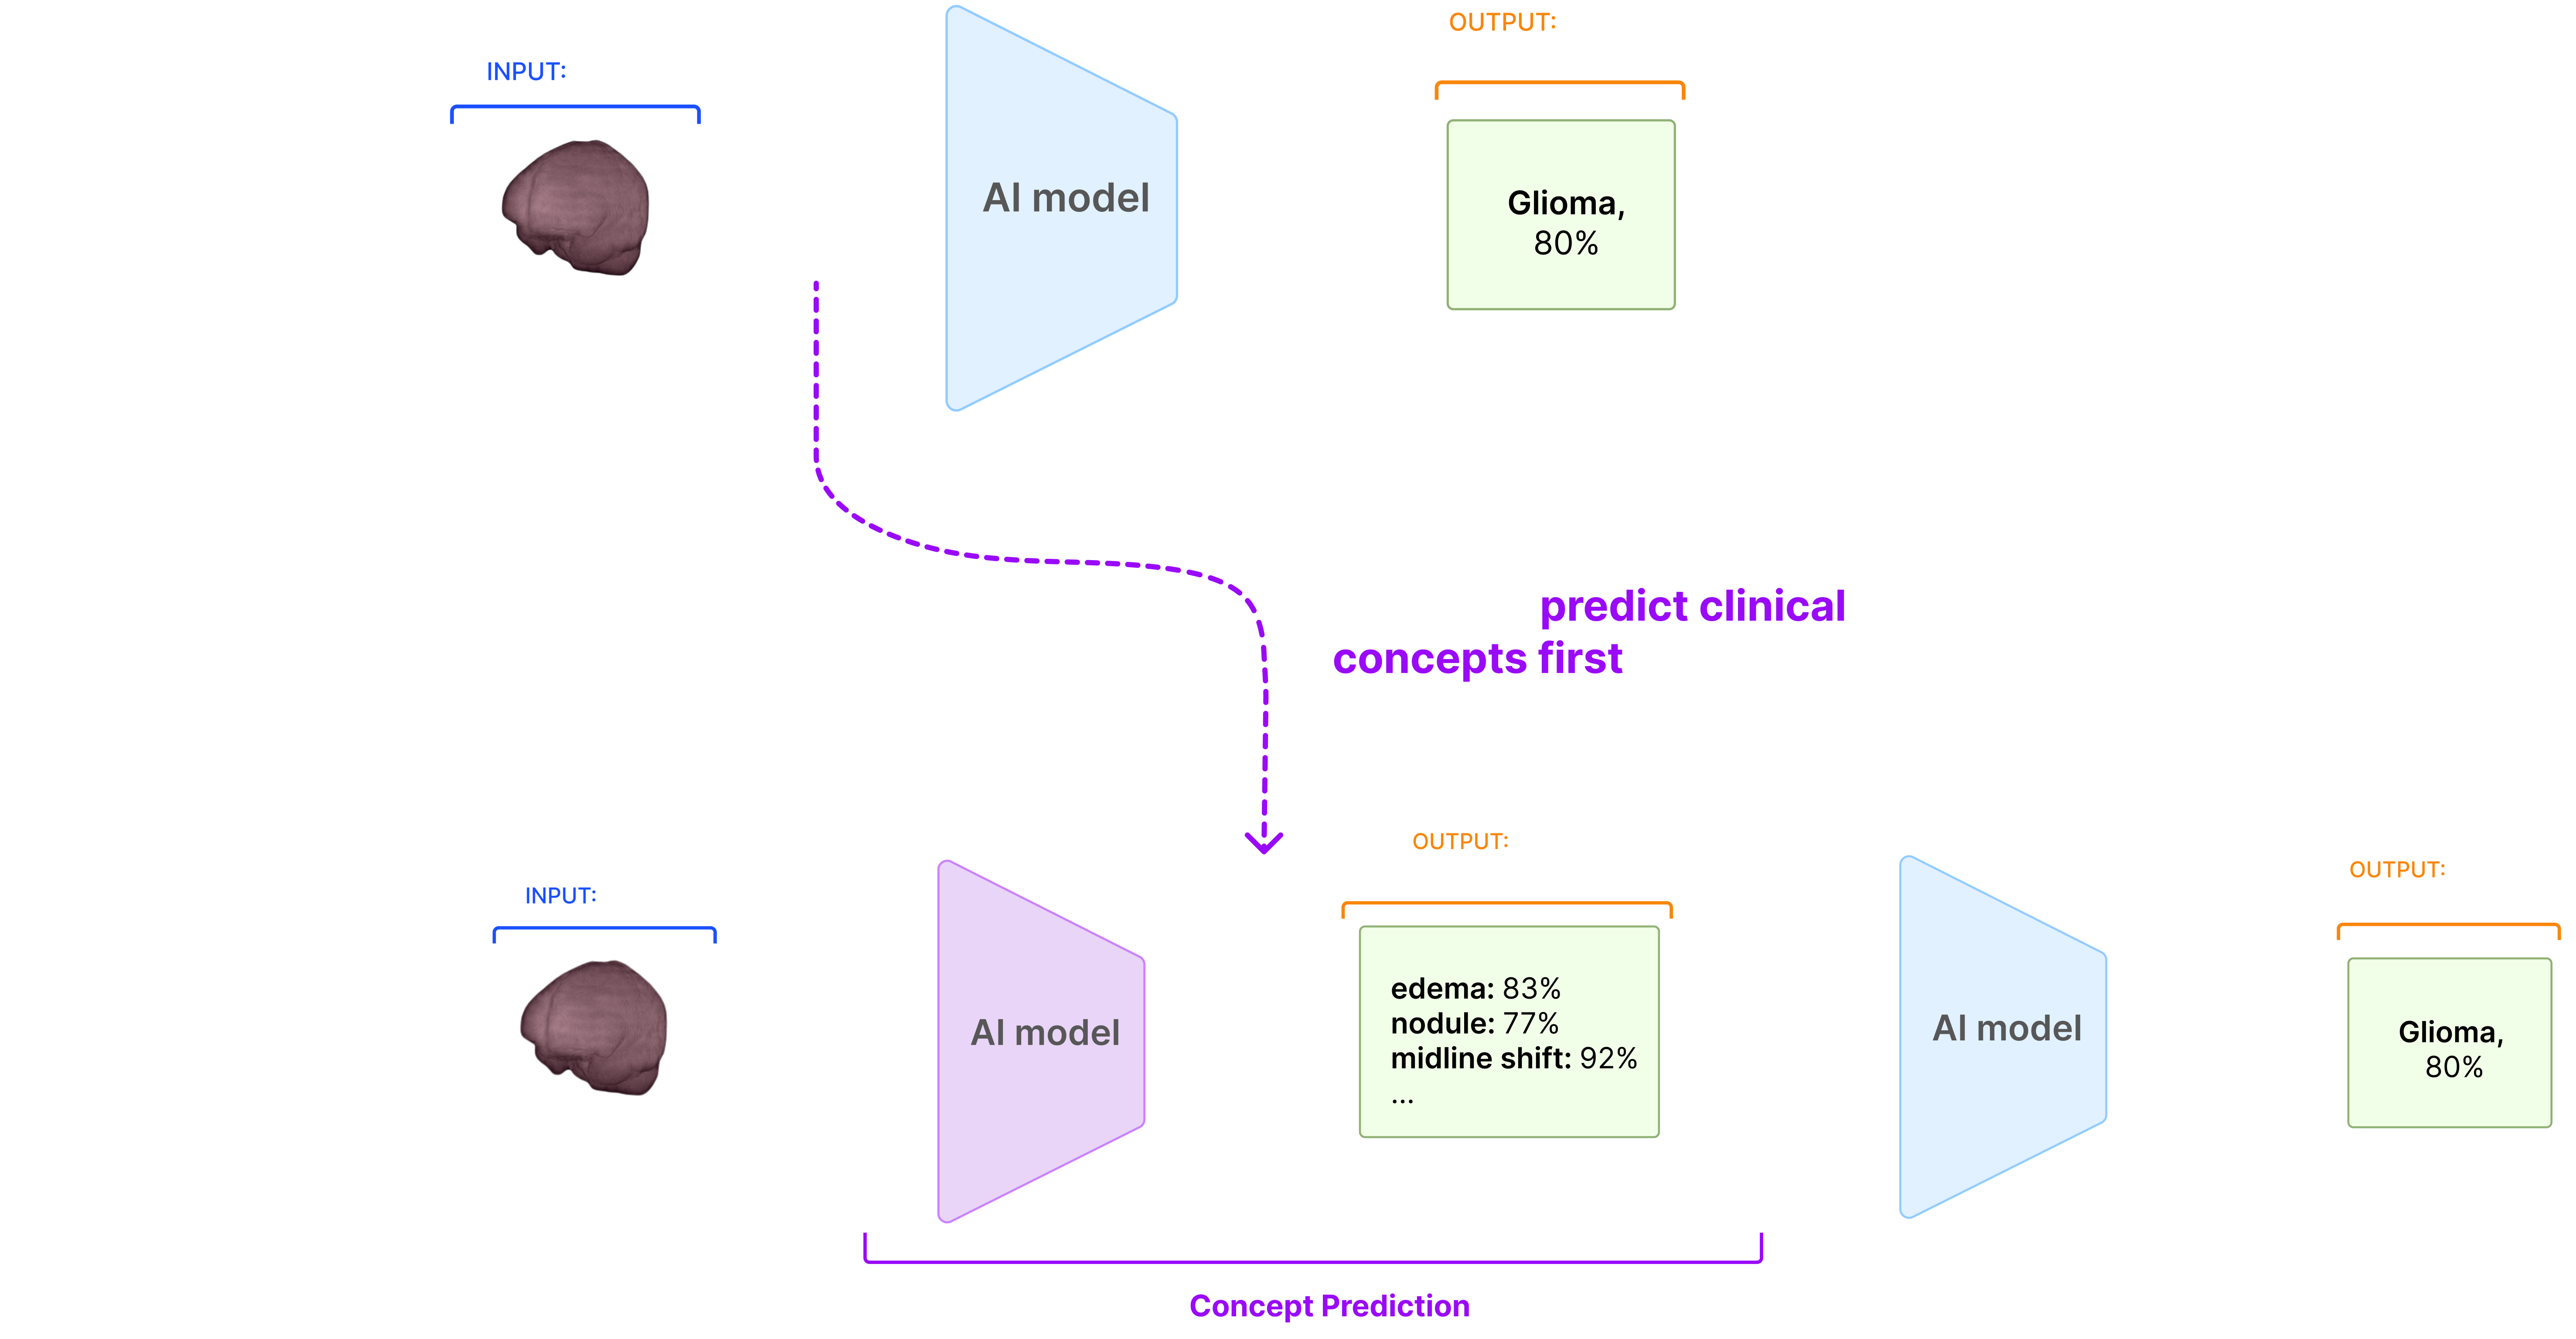 INPUT:
AI model
OUTPUT:
Glioma,
80%
predict clinical
concepts first
INPUT:
AI model
OUTPUT:
edema: 83%
nodule: 77%
midline shift: 92%
...
AI model
OUTPUT:
Glioma,
80%
Concept Prediction